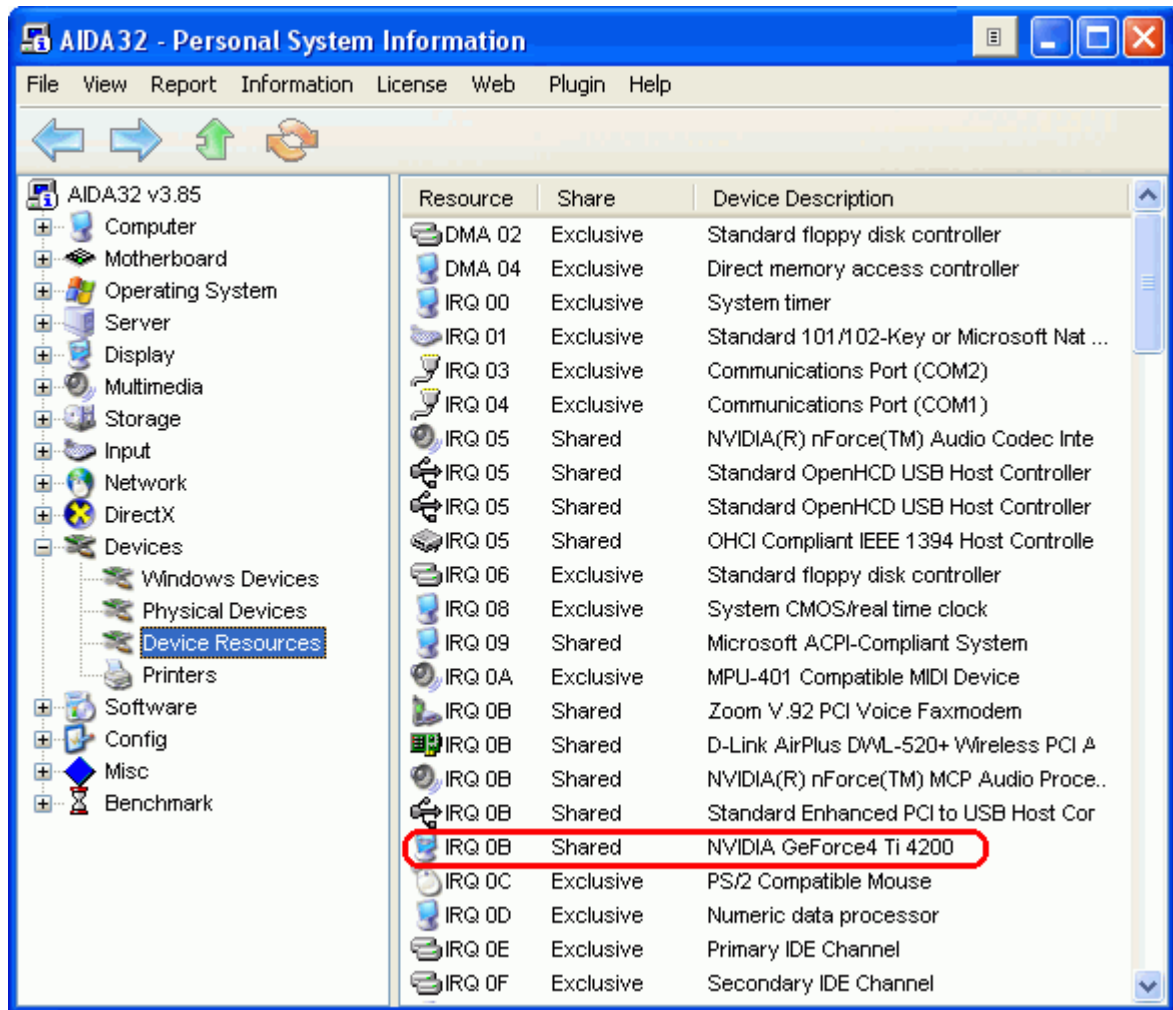 AIDA32 - Personal System Information
File View Report Information License Web Plugin Help
AIDA32 v3.85
Computer
Motherboard
Operating System
Server
Display
Multimedia
Storage
Input
Network
DirectX
Devices
Windows Devices
Physical Devices
Device Resources
Printers
Software
Config
Misc
Benchmark
Resource Share Device Description
DMA 02 Exclusive Standard floppy disk controller
DMA 04 Exclusive Direct memory access controller
IRQ 00 Exclusive System timer
IRQ 01 Exclusive Standard 101/102-Key or Microsoft Nat ...
IRQ 03 Exclusive Communications Port (COM2)
IRQ 04 Exclusive Communications Port (COM1)
IRQ 05 Shared NVIDIA(R) nForce(TM) Audio Codec Inte
IRQ 05 Shared Standard OpenHCD USB Host Controller
IRQ 05 Shared Standard OpenHCD USB Host Controller
IRQ 05 Shared OHCI Compliant IEEE 1394 Host Controlle
IRQ 06 Exclusive Standard floppy disk controller
IRQ 08 Exclusive System CMOS/real time clock
IRQ 09 Shared Microsoft ACPI-Compliant System
IRQ 0A Exclusive MPU-401 Compatible MIDI Device
IRQ 0B Shared Zoom V.92 PCI Voice Faxmodem
IRQ 0B Shared D-Link AirPlus DWL-520+ Wireless PCI A
IRQ 0B Shared NVIDIA(R) nForce(TM) MCP Audio Proce..
IRQ 0B Shared Standard Enhanced PCI to USB Host Cor
IRQ 0B Shared NVIDIA GeForce4 Ti 4200
IRQ 0C Exclusive PS/2 Compatible Mouse
IRQ 0D Exclusive Numeric data processor
IRQ 0E Exclusive Primary IDE Channel
IRQ 0F Exclusive Secondary IDE Channel